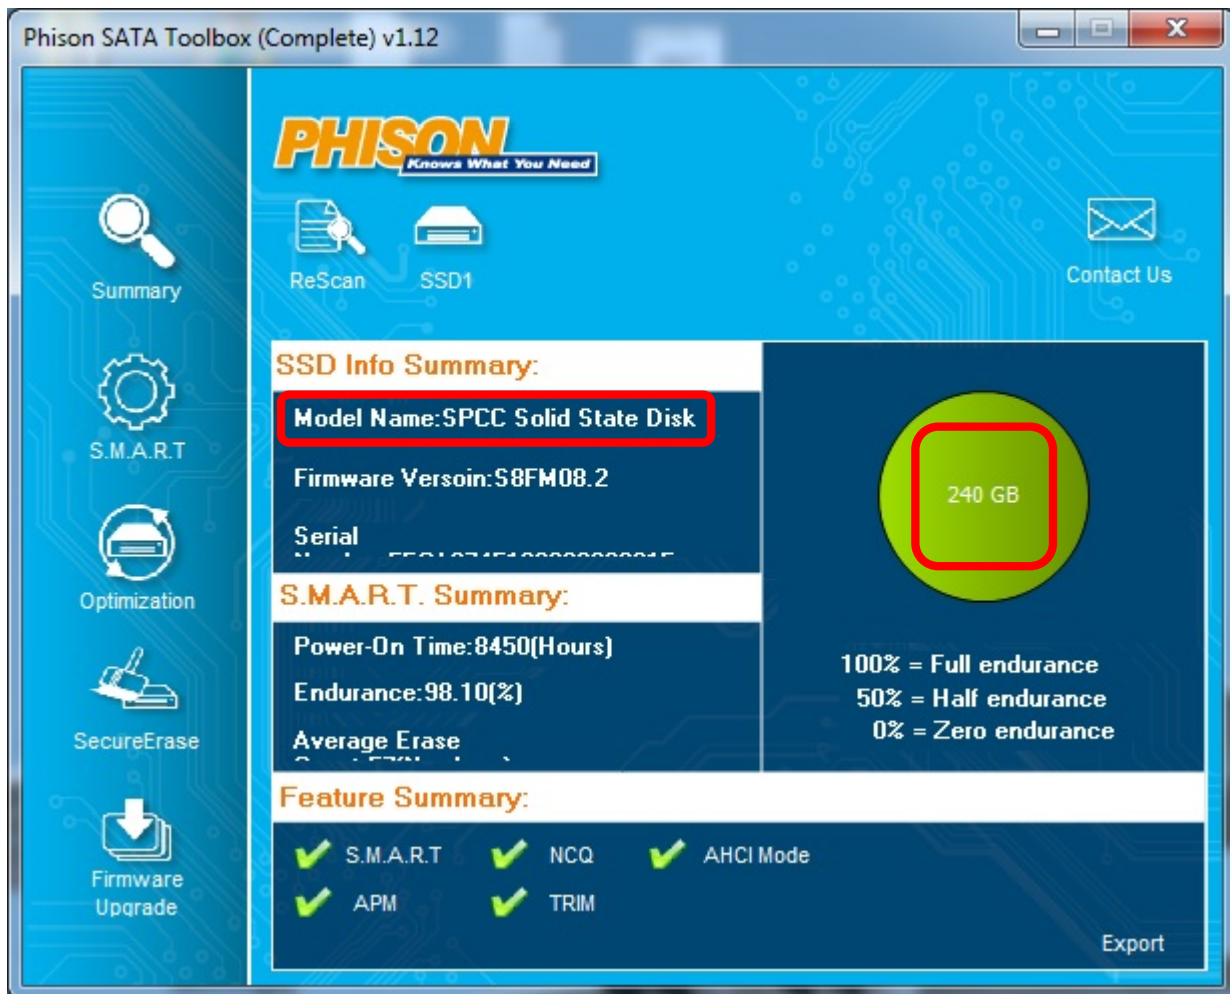 Phison SATA Toolbox (Complete) v1.12
PHISON
Knows What You Need
Summary
S.M.A.R.T
Optimization
SecureErase
Firmware
Upgrade
ReScan
SSD1
Contact Us
SSD Info Summary:
Model Name:SPCC Solid State Disk
Firmware Versoin:S8FM08.2
Serial
240 GB
S.M.A.R.T. Summary:
Power-On Time:8450(Hours)
Endurance:98.10(%)
Average Erase
100% = Full endurance
50% = Half endurance
0% = Zero endurance
Feature Summary:
S.M.A.R.T
NCQ
AHCI Mode
APM
TRIM
Export